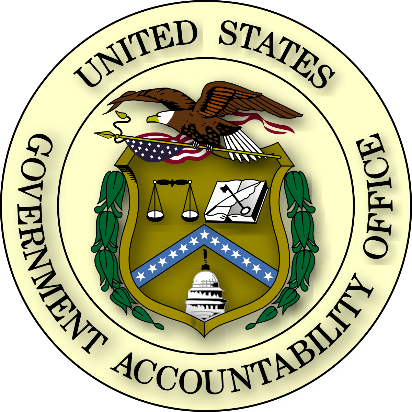 UNITED STATES
GOVERNMENT ACCOUNTABILITY OFFICE